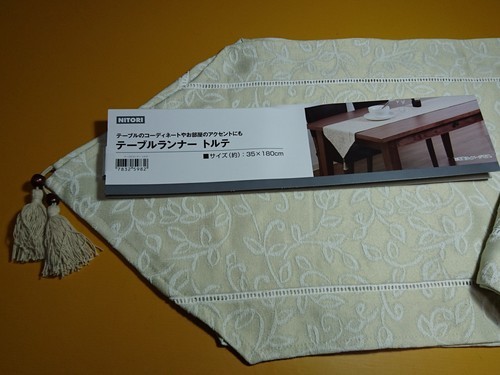 NITORI
テーブルのコーディネートやお部屋のアクセントにも
テーブルランナー トルテ
■サイズ(約):35×180cm
7832 5962